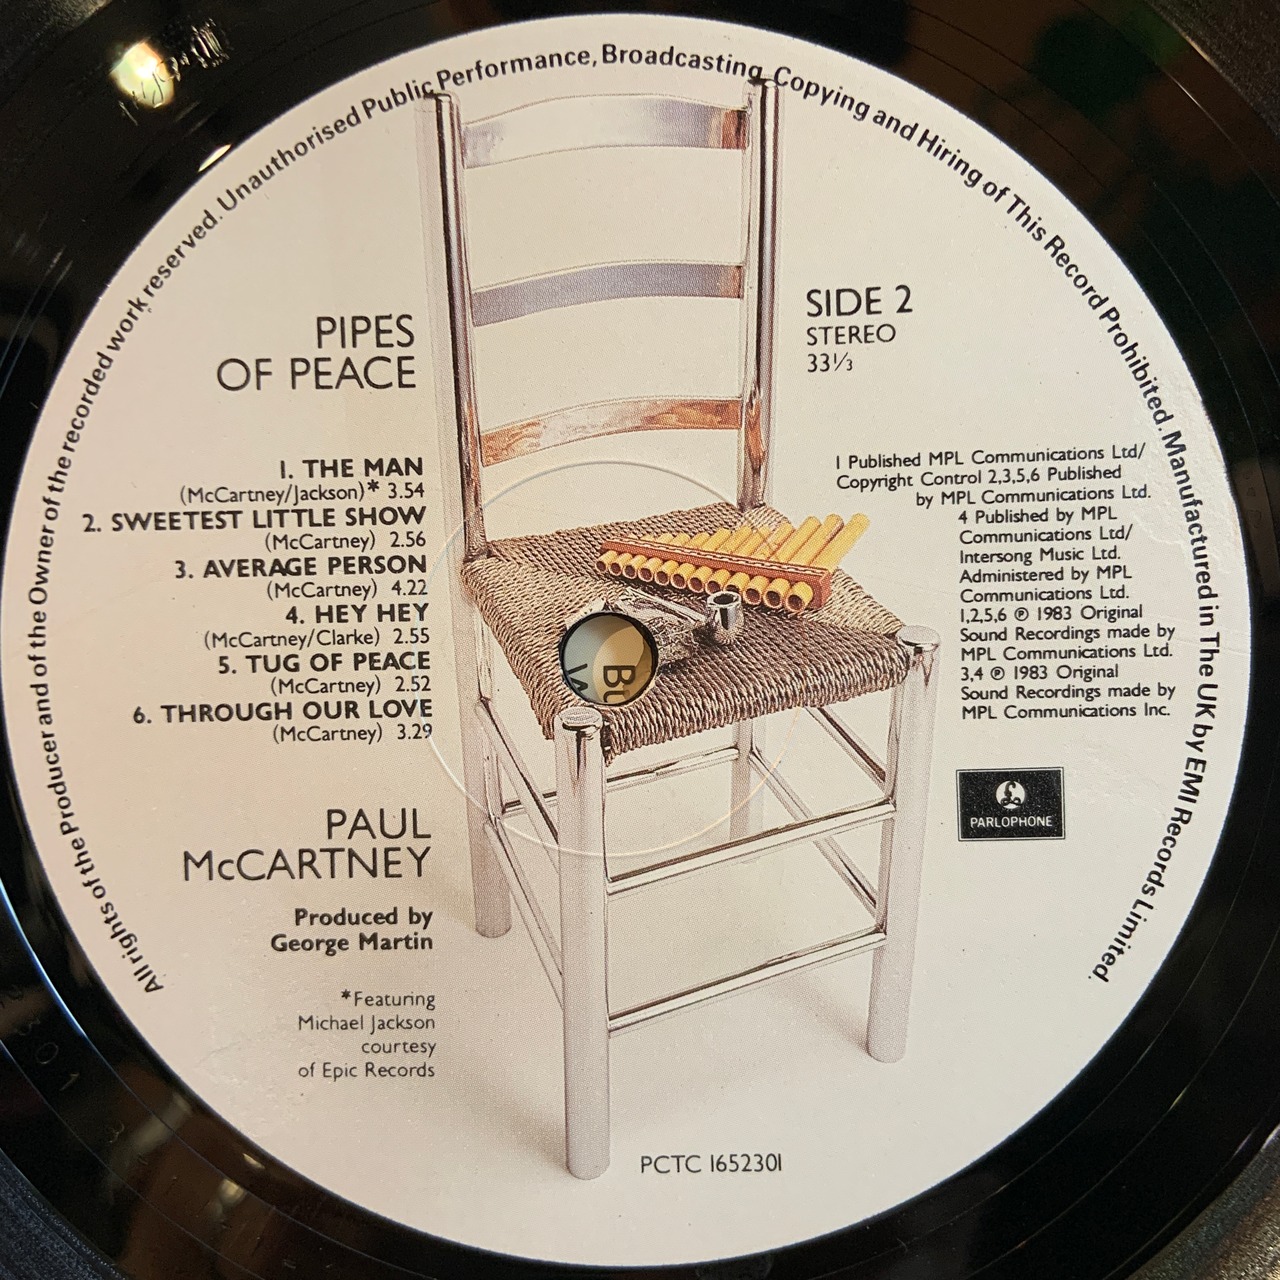 All rights of the Producer and of the Owner of the recorded work reserved. Unauthorised Public Performance, Broadcasting, Copying and Hiring of This Record Prohibited. Manufactured in The UK by EMI Records Limited.
PIPES
OF PEACE
SIDE 2
STEREO
33⅓
1. THE MAN
(McCartney/Jackson)* 3.54
2. SWEETEST LITTLE SHOW
(McCartney) 2.56
3. AVERAGE PERSON
(McCartney) 4.22
4. HEY HEY
(McCartney/Clarke) 2.55
5. TUG OF PEACE
(McCartney) 2.52
6. THROUGH OUR LOVE
(McCartney) 3.29
1 Published MPL Communications Ltd/
Copyright Control 2,3,5,6 Published
by MPL Communications Ltd.
4 Published by MPL
Communications Ltd/
Intersong Music Ltd.
Administered by MPL
Communications Ltd.
1,2,5,6 ℗ 1983 Original
Sound Recordings made by
MPL Communications Ltd.
3,4 ℗ 1983 Original
Sound Recordings made by
MPL Communications Inc.
PARLOPHONE
PAUL
McCARTNEY
Produced by
George Martin
*Featuring
Michael Jackson
courtesy
of Epic Records
PCTC 1652301